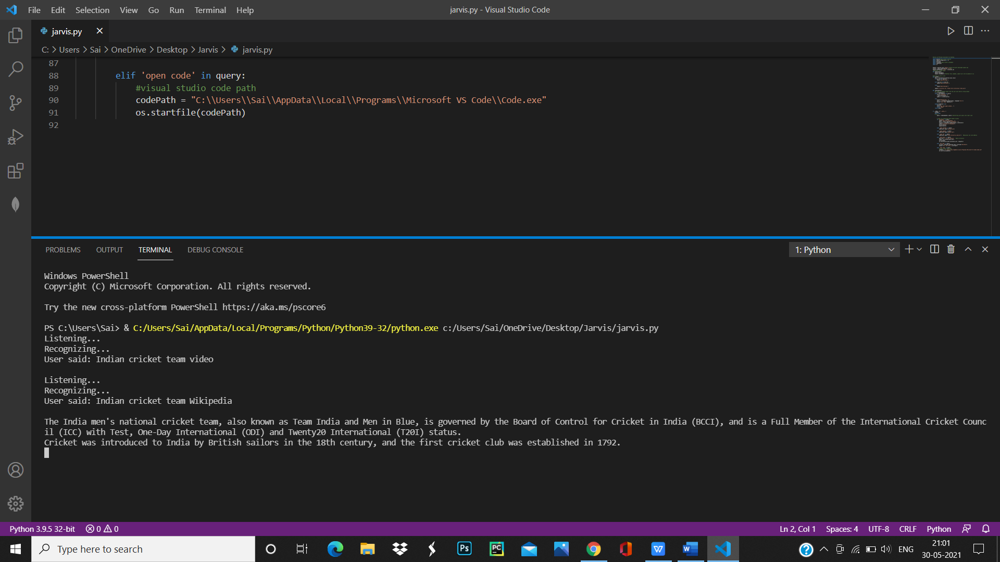 File Edit Selection View Go Run Terminal Help
jarvis.py - Visual Studio Code
jarvis.py
C: > Users > Sai > OneDrive > Desktop > Jarvis > jarvis.py
87
88 elif 'open code' in query:
89 #visual studio code path
90 codePath = "C:\\Users\\Sai\\AppData\\Local\\Programs\\Microsoft VS Code\\Code.exe"
91 os.startfile(codePath)
92
PROBLEMS OUTPUT TERMINAL DEBUG CONSOLE
1: Python
Windows PowerShell
Copyright (C) Microsoft Corporation. All rights reserved.
Try the new cross-platform PowerShell https://aka.ms/pscore6
PS C:\Users\Sai> & C:/Users/Sai/AppData/Local/Programs/Python/Python39-32/python.exe c:/Users/Sai/OneDrive/Desktop/Jarvis/jarvis.py
Listening...
Recognizing...
User said: Indian cricket team video
Listening...
Recognizing...
User said: Indian cricket team Wikipedia
The India men's national cricket team, also known as Team India and Men in Blue, is governed by the Board of Control for Cricket in India (BCCI), and is a Full Member of the International Cricket Counc
il (ICC) with Test, One-Day International (ODI) and Twenty20 International (T20I) status.
Cricket was introduced to India by British sailors in the 18th century, and the first cricket club was established in 1792.
Python 3.9.5 32-bit 0 0
Ln 2, Col 1 Spaces: 4 UTF-8 CRLF Python
Type here to search
Ps
PC
W
W
ENG
21:01
30-05-2021